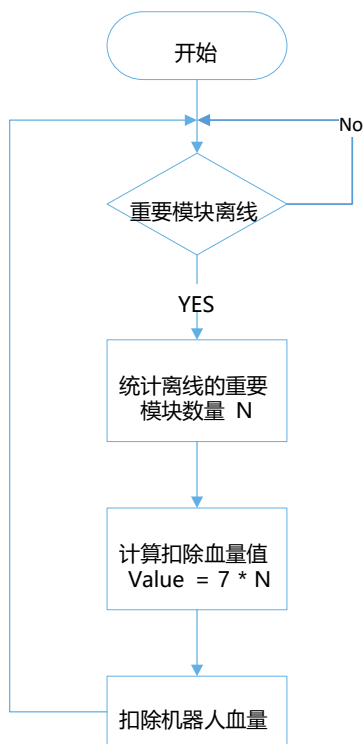 开始
No
重要模块离线
YES
统计离线的重要
模块数量 N
计算扣除血量值
Value = 7 * N
扣除机器人血量